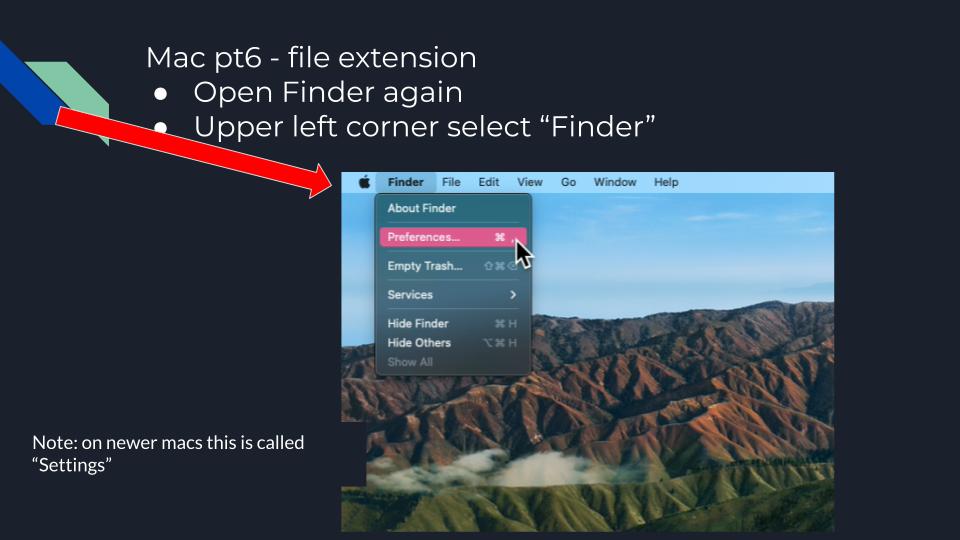 Mac pt6 - file extension
● Open Finder again
● Upper left corner select “Finder”
Finder File Edit View Go Window Help
About Finder
Preferences... ⌘ ,
Empty Trash... ⇧⌘⌫
Services >
Hide Finder ⌘ H
Hide Others ⌥⌘ H
Show All
Note: on newer macs this is called
“Settings”